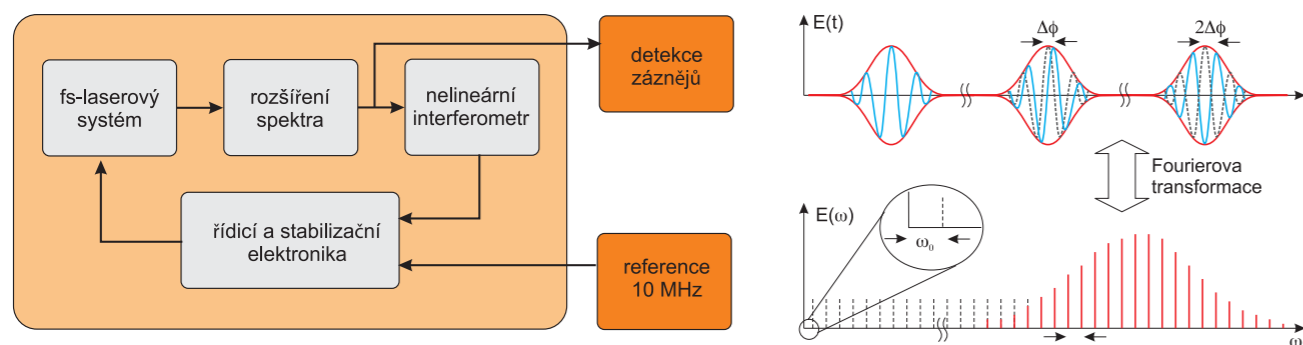 fs-laserový
systém
rozšíření
spektra
nelineární
interferometr
detekce
záznějů
řídicí a stabilizační
elektronika
reference
10 MHz
E(t)
Δϕ
2Δϕ
Fourierova
transformace
E(ω)
ω₀
ω